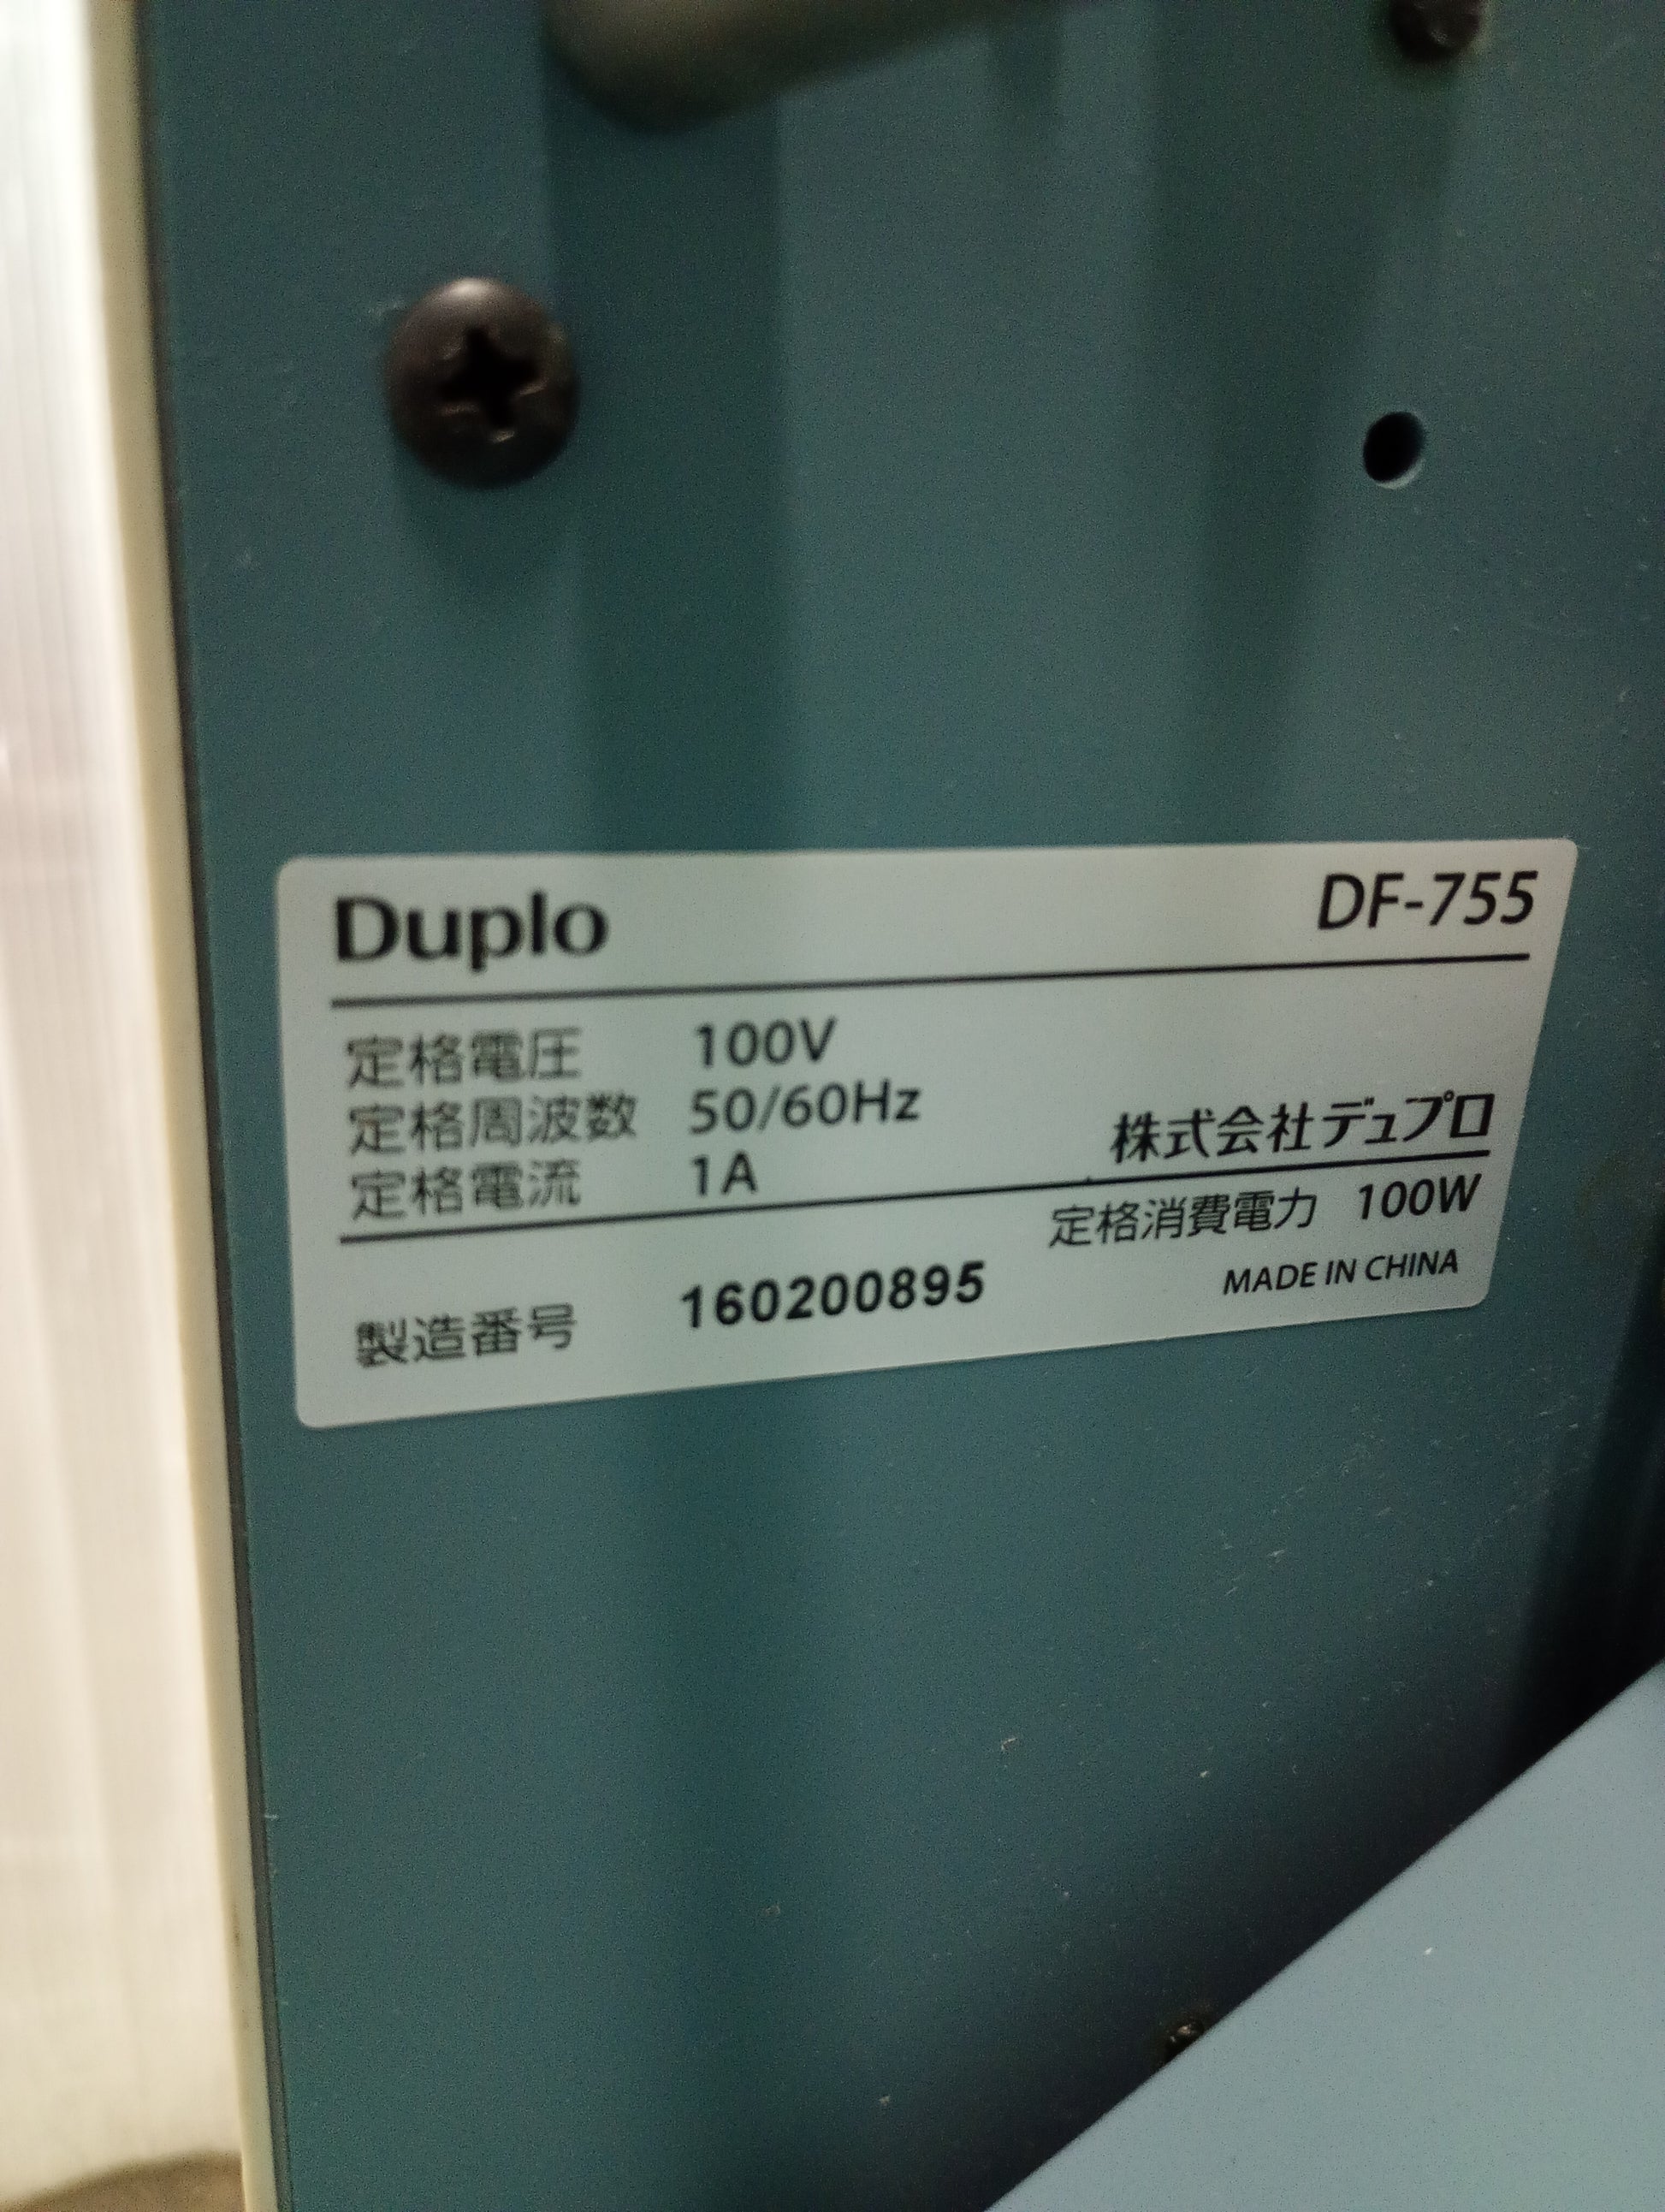 Duplo DF-755
定格電圧 100V
定格周波数 50/60Hz
定格電流 1A
株式会社デュプロ
定格消費電力 100W
製造番号 160200895
MADE IN CHINA